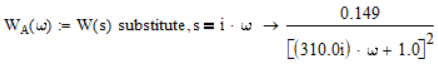 W_A(ω) := W(s) substitute, s = i · ω → 0.149 / [(310.0i) · ω + 1.0]^2